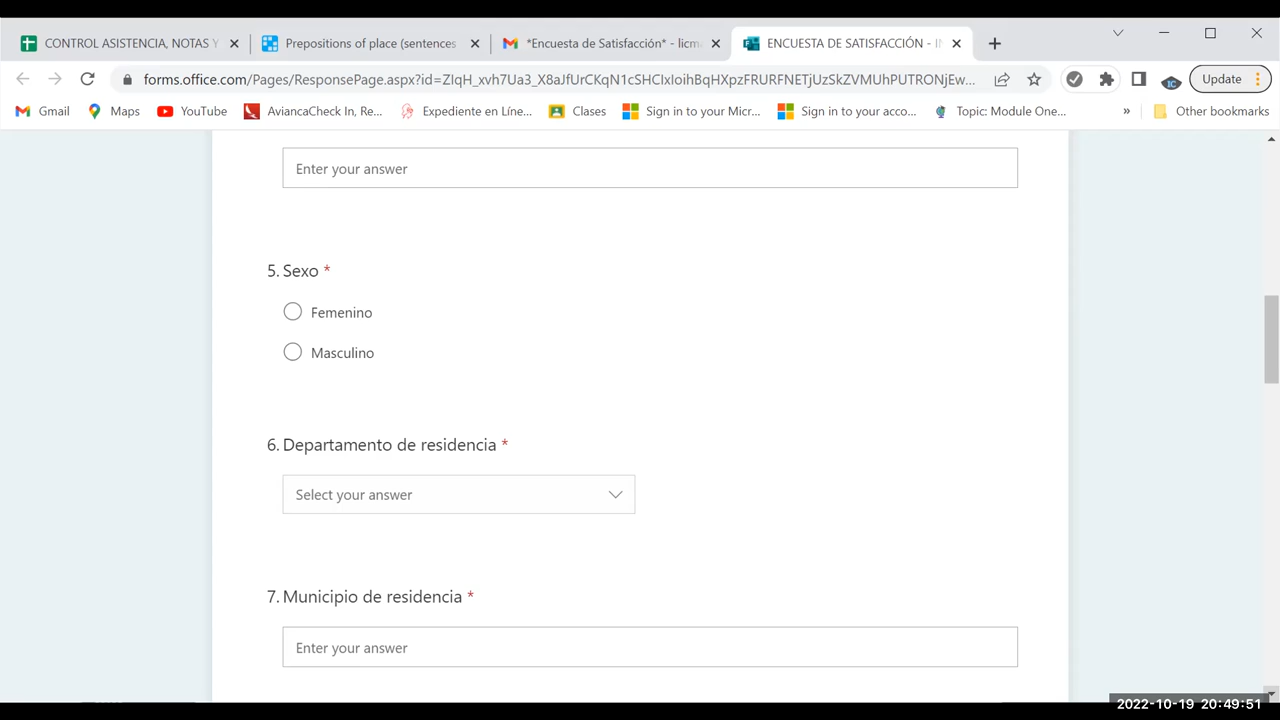 CONTROL ASISTENCIA, NOTAS Y
Prepositions of place (sentences
*Encuesta de Satisfacción* - licm
ENCUESTA DE SATISFACCIÓN - IN
forms.office.com/Pages/ResponsePage.aspx?id=ZIqH_xvh7Ua3_X8aJfUrCKqN1cSHCIxIoihBqHXpzFRURFNETjUzSkZVMUhPUTRONjEw...
Update
Gmail
Maps
YouTube
AviancaCheck In, Re...
Expediente en Líne...
Clases
Sign in to your Micr...
Sign in to your acco...
Topic: Module One...
»
Other bookmarks
Enter your answer
5. Sexo *
Femenino
Masculino
6. Departamento de residencia *
Select your answer
7. Municipio de residencia *
Enter your answer
2022-10-19 20:49:51